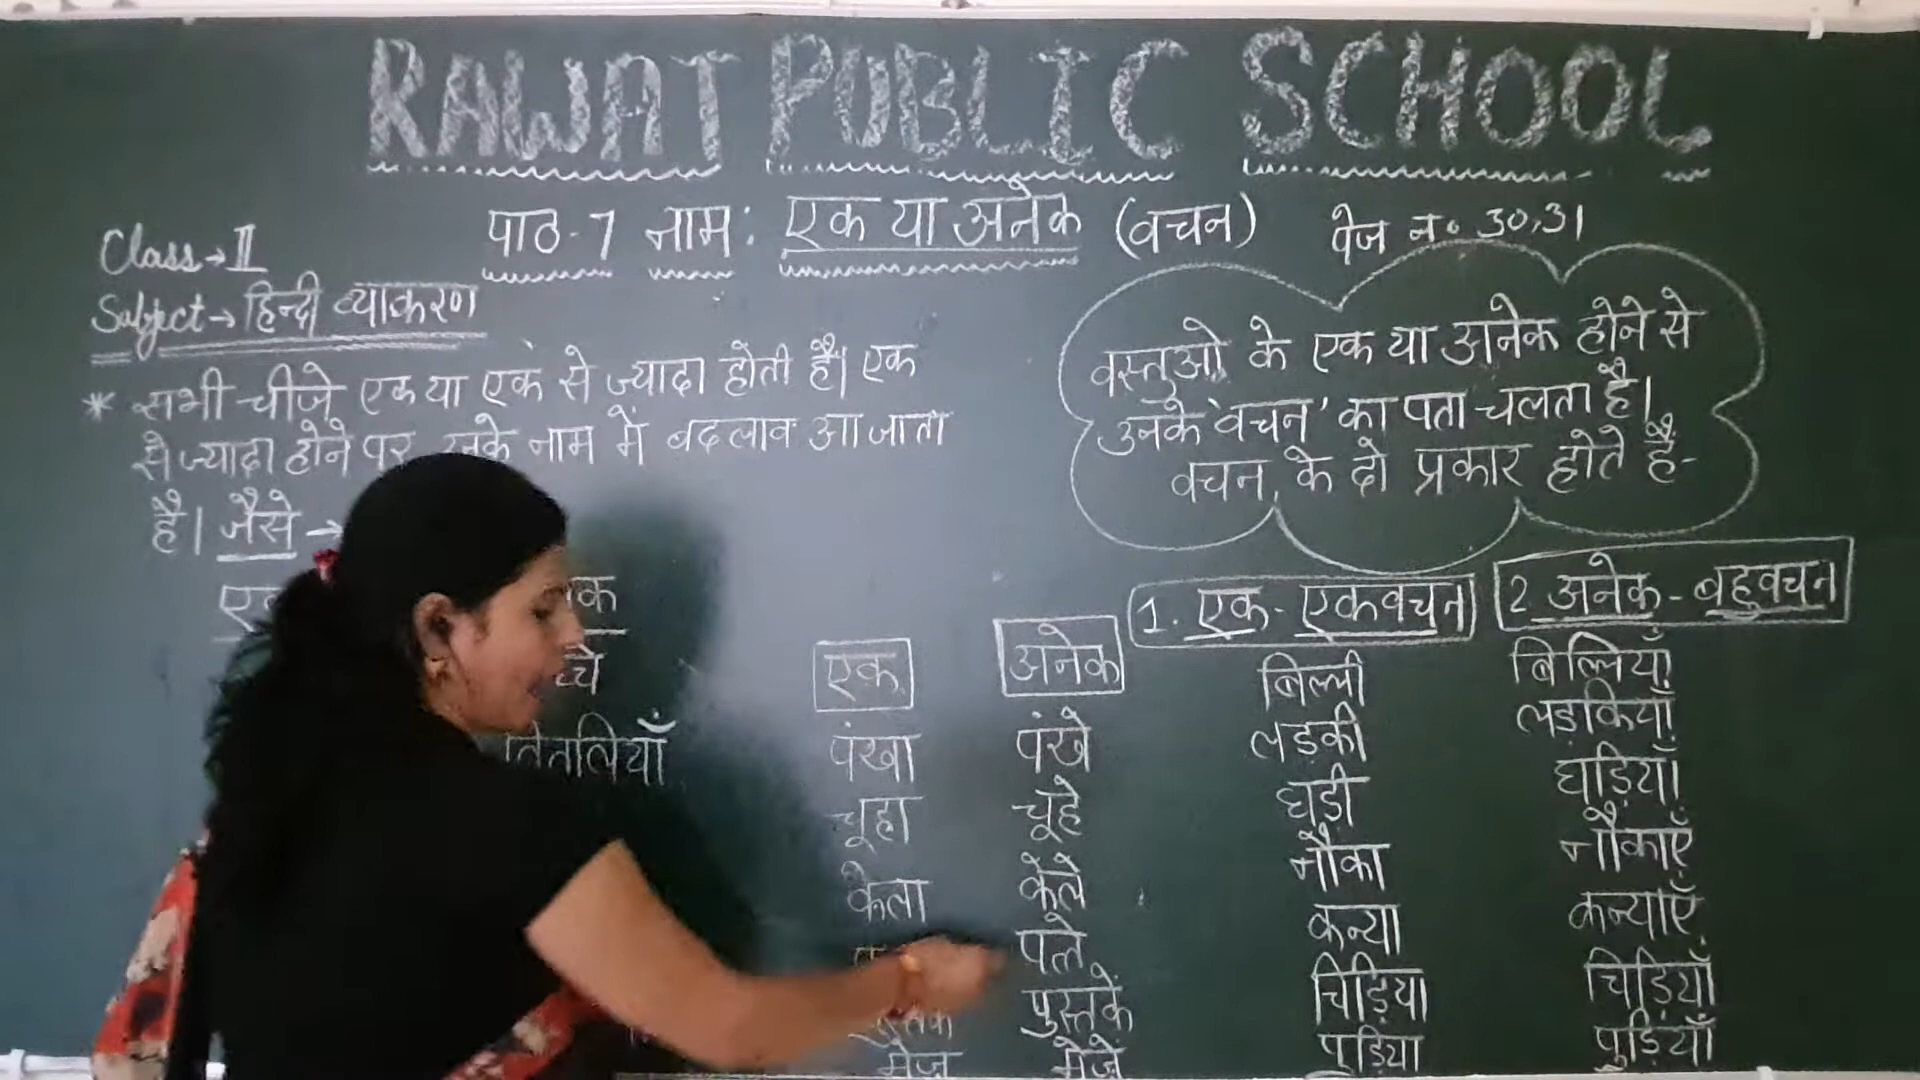 RAWAT PUBLIC SCHOOL
पाठ-7 नाम: एक या अनेक (वचन) पेज न० 30,31
Class→II
Subject→हिन्दी व्याकरण
* सभी चीजे़ एक या एक से ज्यादा होती हैं। एक
से ज्यादा होने पर नाम में बदलाव आ जाता
है। जैसे→
वस्तुओं के एक या अनेक होने से
उनके 'वचन' का पता चलता है।
वचन के दो प्रकार होते हैं-
1. एक - एकवचन 2. अनेक - बहुवचन
एक अनेक
बिल्ली बिल्लियाँ
तितलियाँ
पंखा पंखे
लड़की लड़कियाँ
चूहा चूहे
घड़ी घड़ियाँ
केला केले
नौका नौकाएँ
पत्ते
कन्या कन्याएँ
पुस्तकें
चिड़िया चिड़ियाँ
मेज़ मेज़ें
पुड़िया पुड़ियाँ